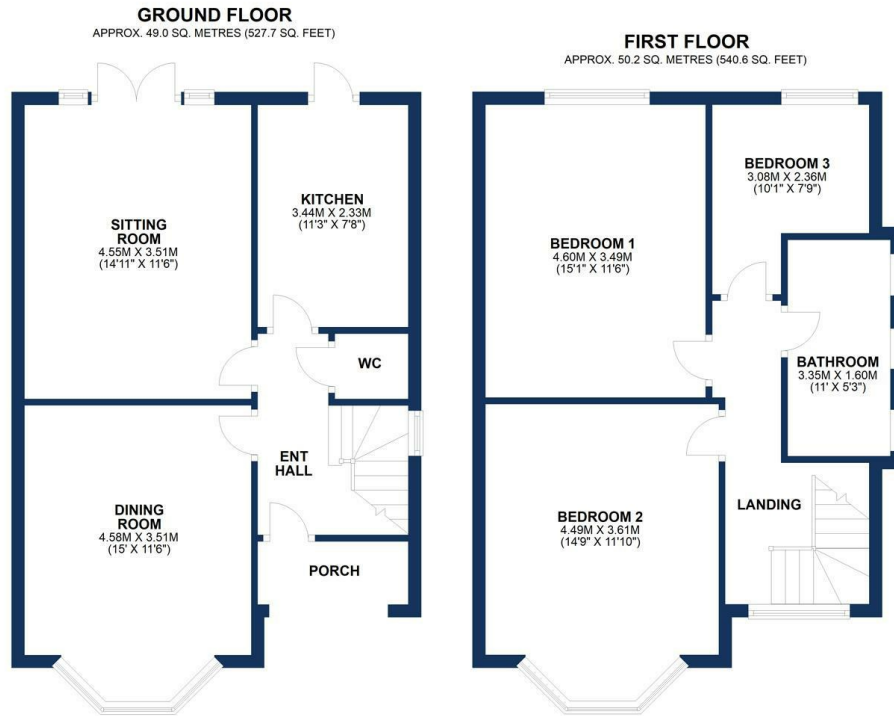 GROUND FLOOR
APPROX. 49.0 SQ. METRES (527.7 SQ. FEET)
SITTING
ROOM
4.55M X 3.51M
(14'11" X 11'6")
KITCHEN
3.44M X 2.33M
(11'3" X 7'8")
WC
ENT
HALL
DINING
ROOM
4.58M X 3.51M
(15' X 11'6")
PORCH
FIRST FLOOR
APPROX. 50.2 SQ. METRES (540.6 SQ. FEET)
BEDROOM 3
3.08M X 2.36M
(10'1" X 7'9")
BEDROOM 1
4.60M X 3.49M
(15'1" X 11'6")
BATHROOM
3.35M X 1.60M
(11' X 5'3")
LANDING
BEDROOM 2
4.49M X 3.61M
(14'9" X 11'10")